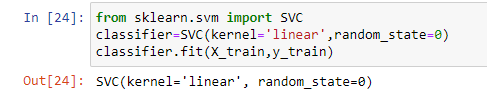 In [24]: from sklearn.svm import SVC
classifier=SVC(kernel='linear',random_state=0)
classifier.fit(X_train,y_train)
Out[24]: SVC(kernel='linear', random_state=0)